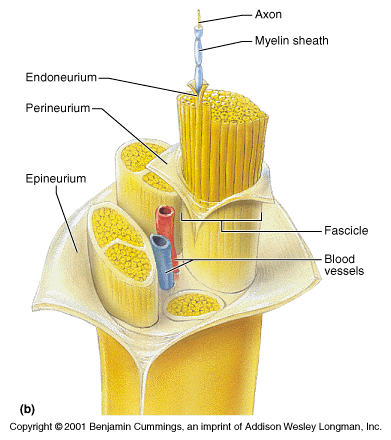 Axon
Myelin sheath
Endoneurium
Perineurium
Epineurium
Fascicle
Blood
vessels
(b)
Copyright © 2001 Benjamin Cummings, an imprint of Addison Wesley Longman, Inc.